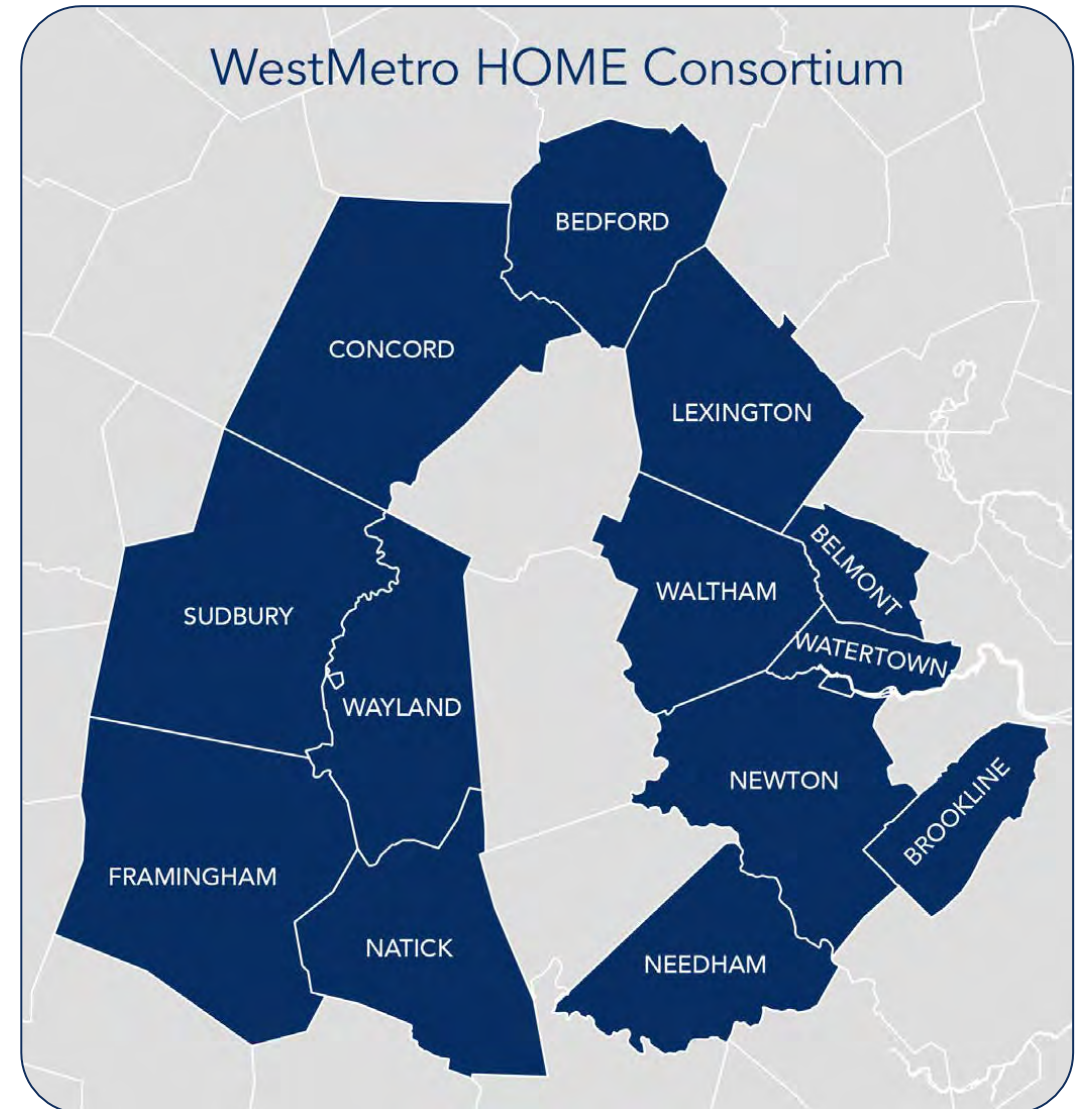 WestMetro HOME Consortium
BEDFORD
CONCORD
LEXINGTON
BELMONT
WALTHAM
SUDBURY
WATERTOWN
WAYLAND
NEWTON
BROOKLINE
FRAMINGHAM
NATICK
NEEDHAM